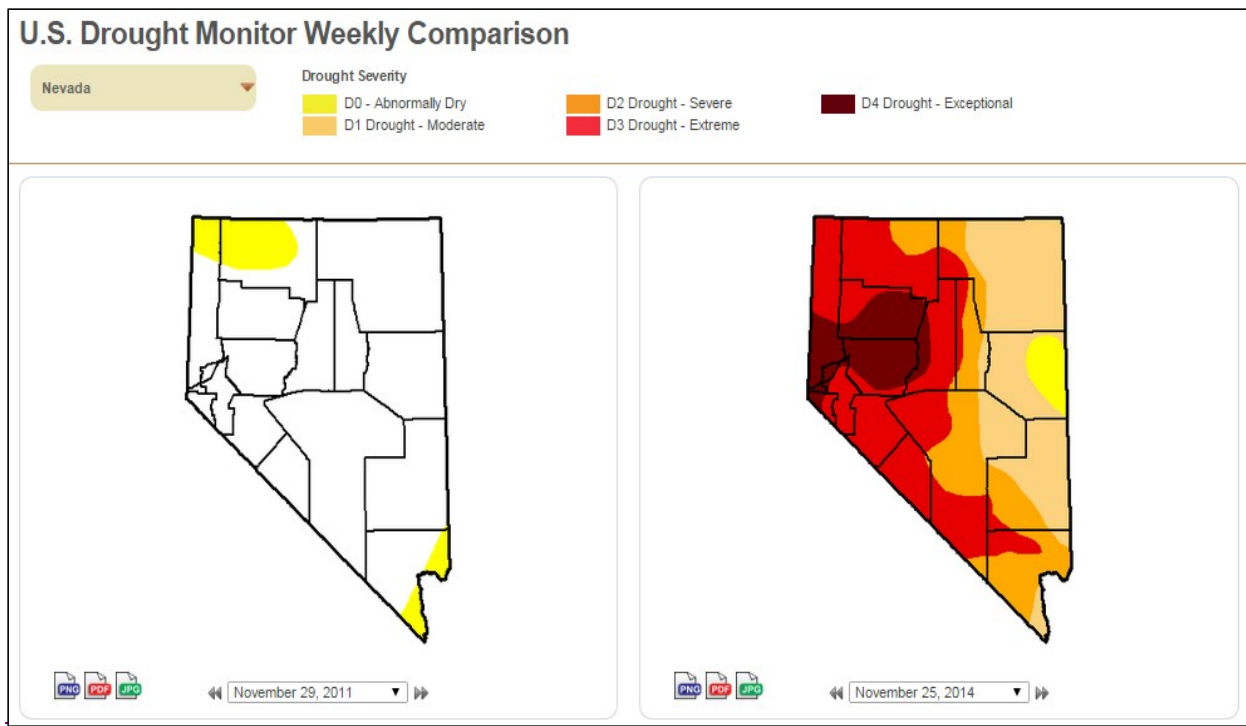 U.S. Drought Monitor Weekly Comparison
Nevada
Drought Severity
D0 - Abnormally Dry
D2 Drought - Severe
D4 Drought - Exceptional
D1 Drought - Moderate
D3 Drought - Extreme
PNG PDF JPG
November 29, 2011
PNG PDF JPG
November 25, 2014